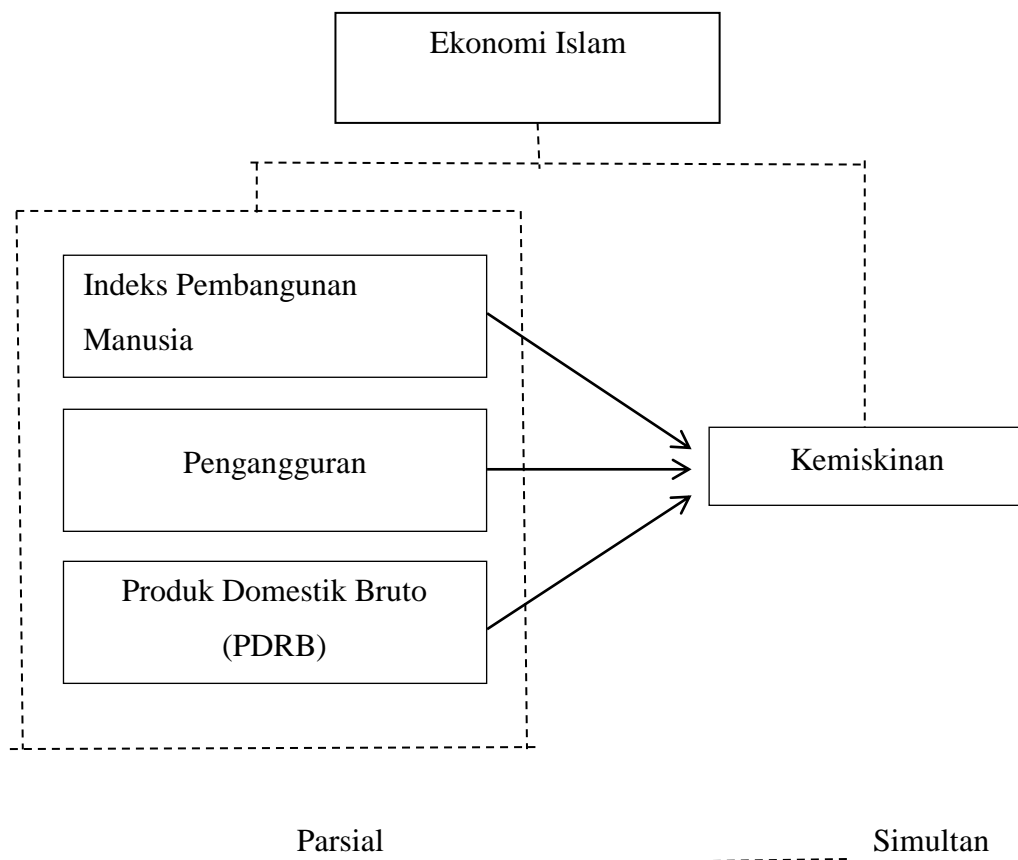 Ekonomi Islam
Indeks Pembangunan
Manusia
Pengangguran
Kemiskinan
Produk Domestik Bruto
(PDRB)
Parsial
Simultan